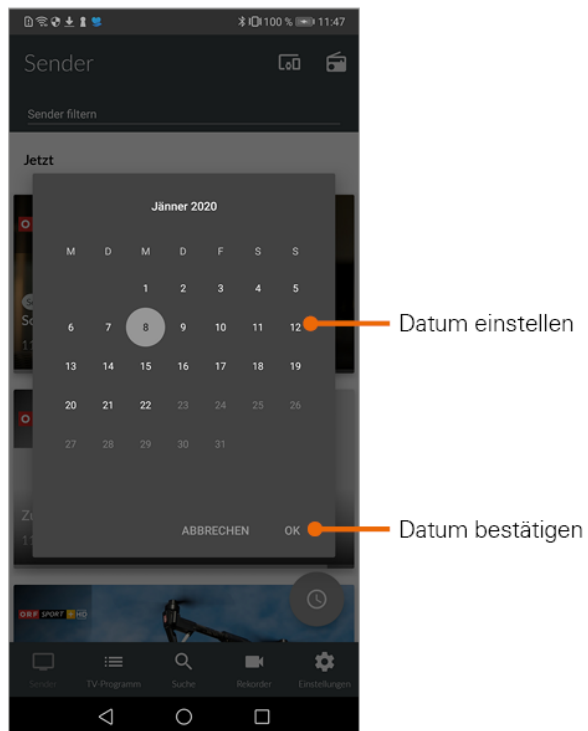 100 % 11:47
Sender
Sender filtern
Jetzt
Jänner 2020
M D M D F S S
1 2 3 4 5
6 7 8 9 10 11 12
13 14 15 16 17 18 19
20 21 22 23 24 25 26
27 28 29 30 31
ABBRECHEN OK
ORF SPORT HD
Sender TV-Programm Suche Rekorder Einstellungen
Datum einstellen
Datum bestätigen